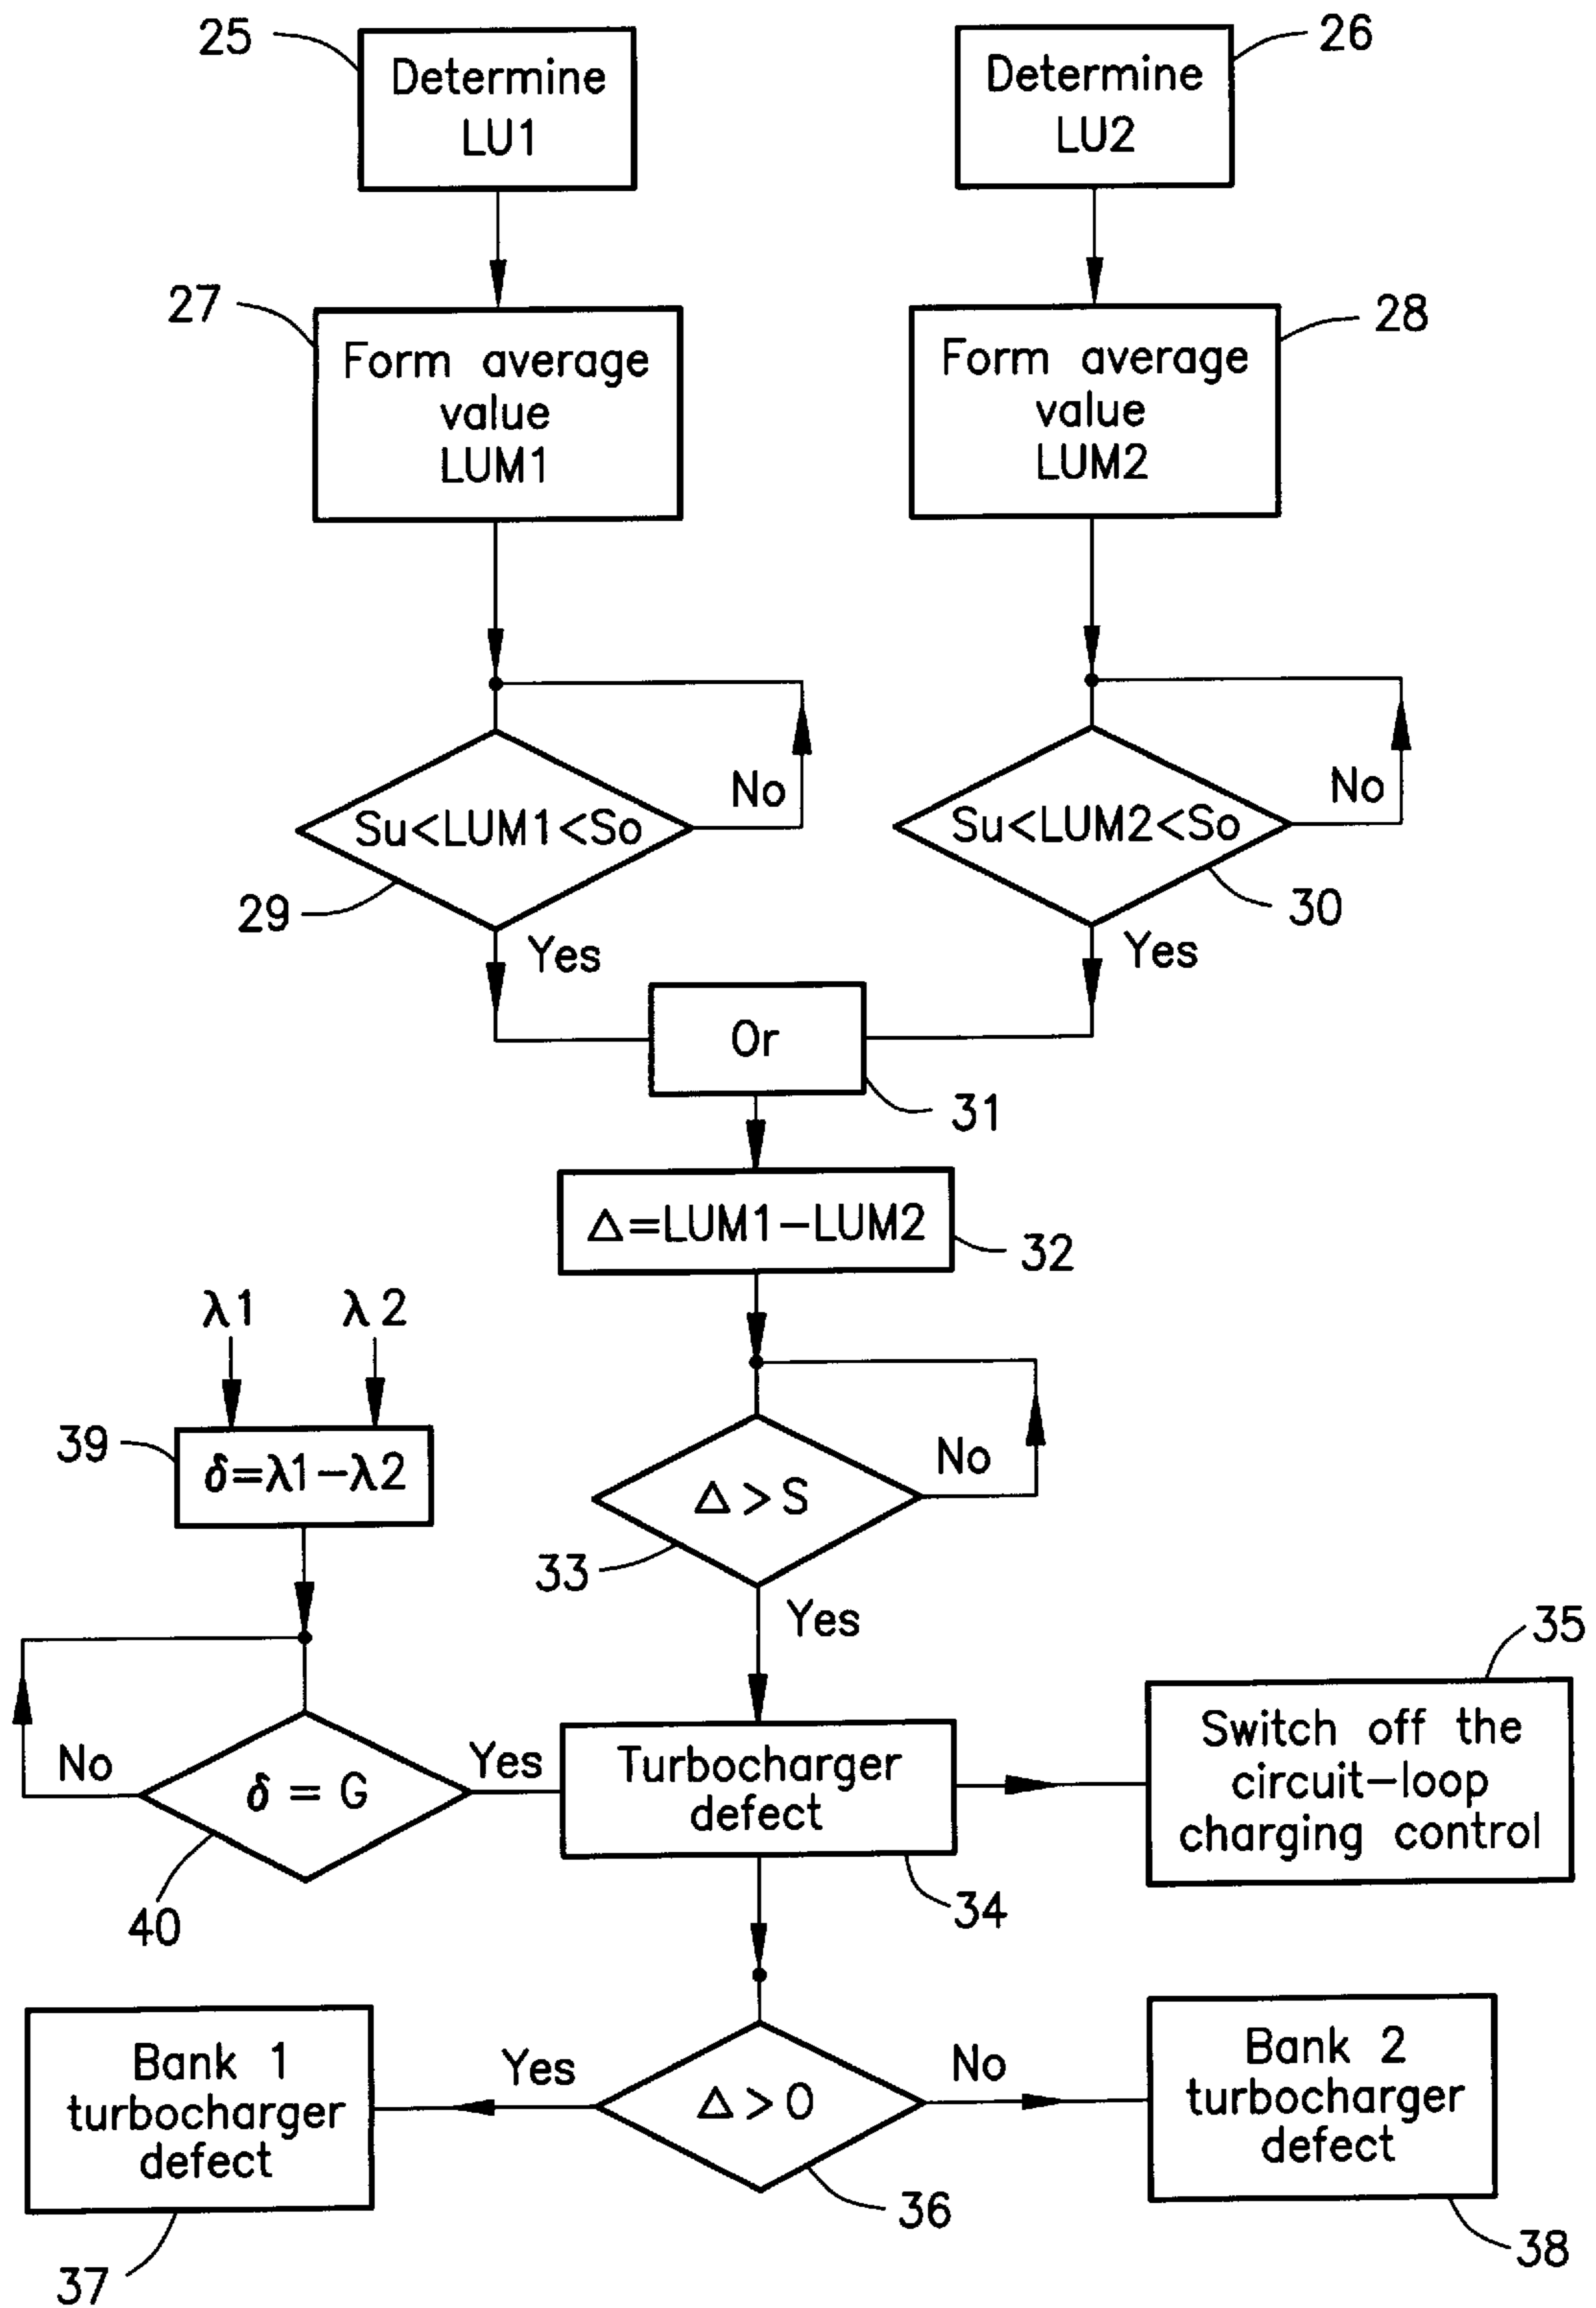 25
Determine
LU1
26
Determine
LU2
27
Form average
value
LUM1
28
Form average
value
LUM2
Su<LUM1<So
No
29
Yes
Su<LUM2<So
No
30
Yes
Or
31
Δ=LUM1-LUM2
32
λ1
λ2
39
δ=λ1-λ2
Δ>S
No
33
Yes
35
Switch off the
circuit-loop
charging control
No
δ = G
Yes
40
Turbocharger
defect
34
Bank 1
turbocharger
defect
37
Yes
Δ>0
No
36
Bank 2
turbocharger
defect
38